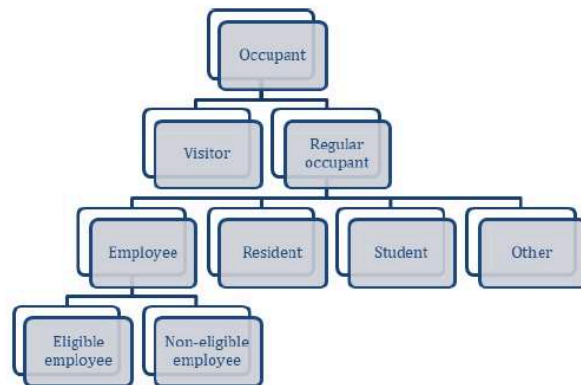 Occupant
Visitor
Regular
occupant
Employee
Resident
Student
Other
Eligible
employee
Non-eligible
employee